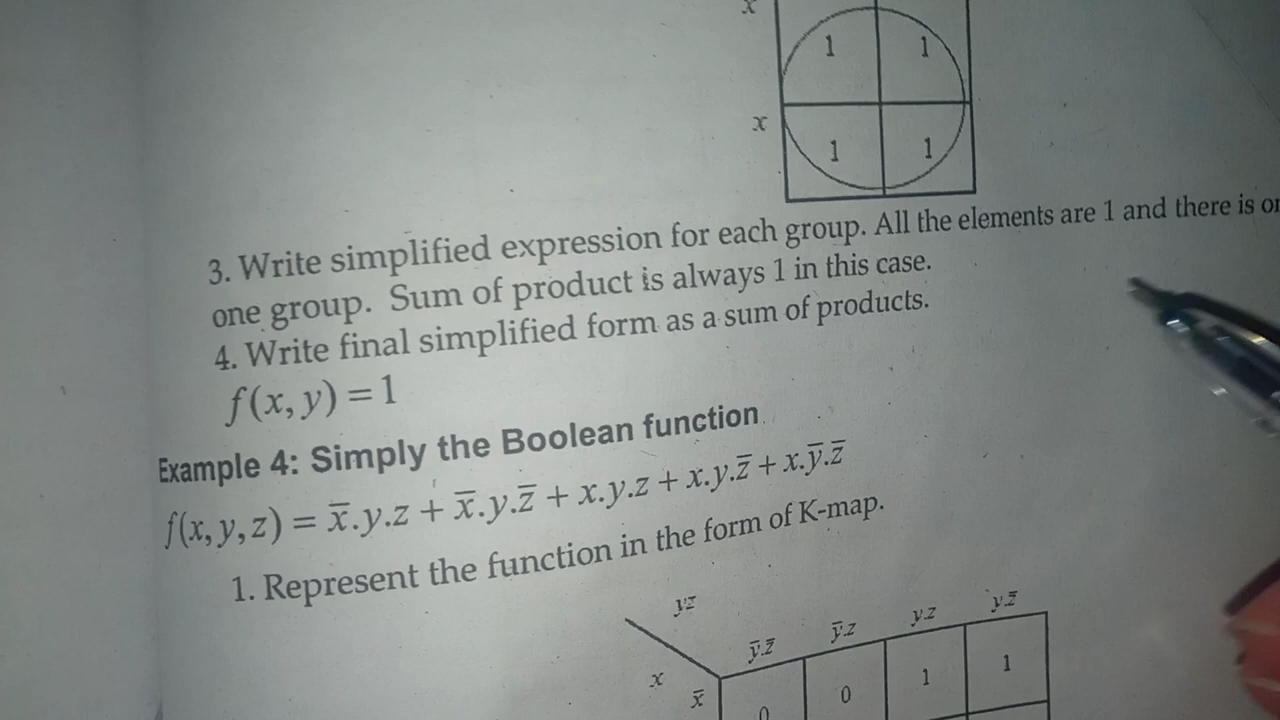 x
1 1
x
1 1
3. Write simplified expression for each group. All the elements are 1 and there is
one group. Sum of product is always 1 in this case.
4. Write final simplified form as a sum of products.
f(x, y) = 1
Example 4: Simply the Boolean function
f(x, y, z) = x̅.y.z + x̅.y.z̅ + x.y.z + x.y.z̅ + x.y̅.z̅
1. Represent the function in the form of K-map.
yz
y̅.z̅ y̅.z y.z y.z̅
x
x̅ 0 0 1 1